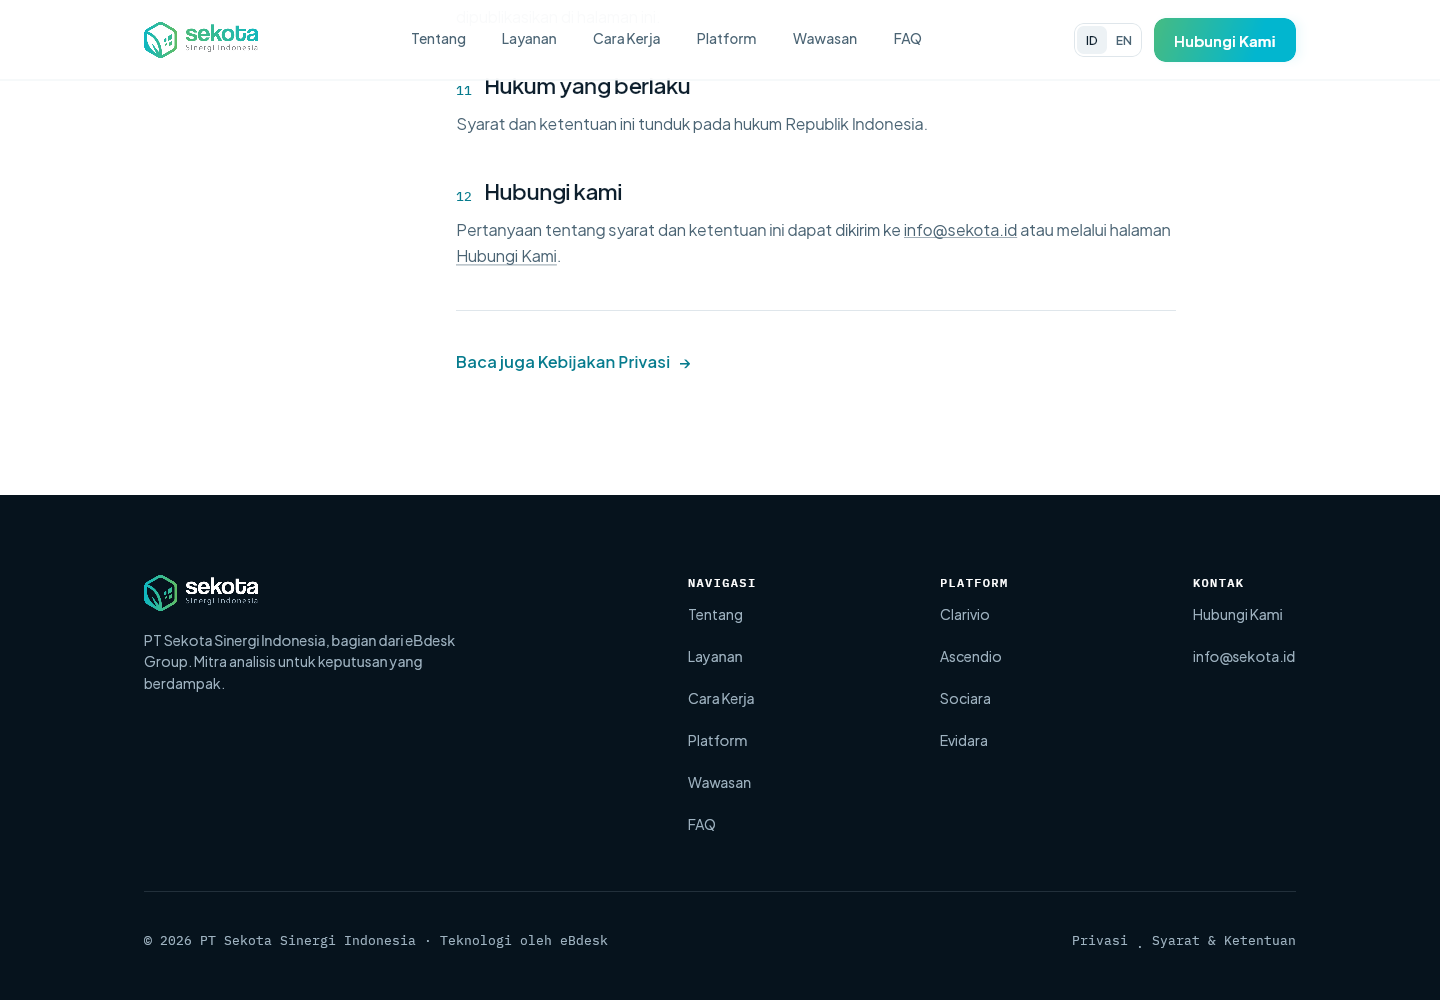 sekota
Sinergi Indonesia
Tentang
Layanan
Cara Kerja
Platform
Wawasan
FAQ
ID
EN
Hubungi Kami
11 Hukum yang berlaku
Syarat dan ketentuan ini tunduk pada hukum Republik Indonesia.
12 Hubungi kami
Pertanyaan tentang syarat dan ketentuan ini dapat dikirim ke info@sekota.id atau melalui halaman
Hubungi Kami.
Baca juga Kebijakan Privasi →
sekota
Sinergi Indonesia
PT Sekota Sinergi Indonesia, bagian dari eBdesk
Group. Mitra analisis untuk keputusan yang
berdampak.
NAVIGASI
Tentang
Layanan
Cara Kerja
Platform
Wawasan
FAQ
PLATFORM
Clarivio
Ascendio
Sociara
Evidara
KONTAK
Hubungi Kami
info@sekota.id
© 2026 PT Sekota Sinergi Indonesia · Teknologi oleh eBdesk
Privasi · Syarat & Ketentuan